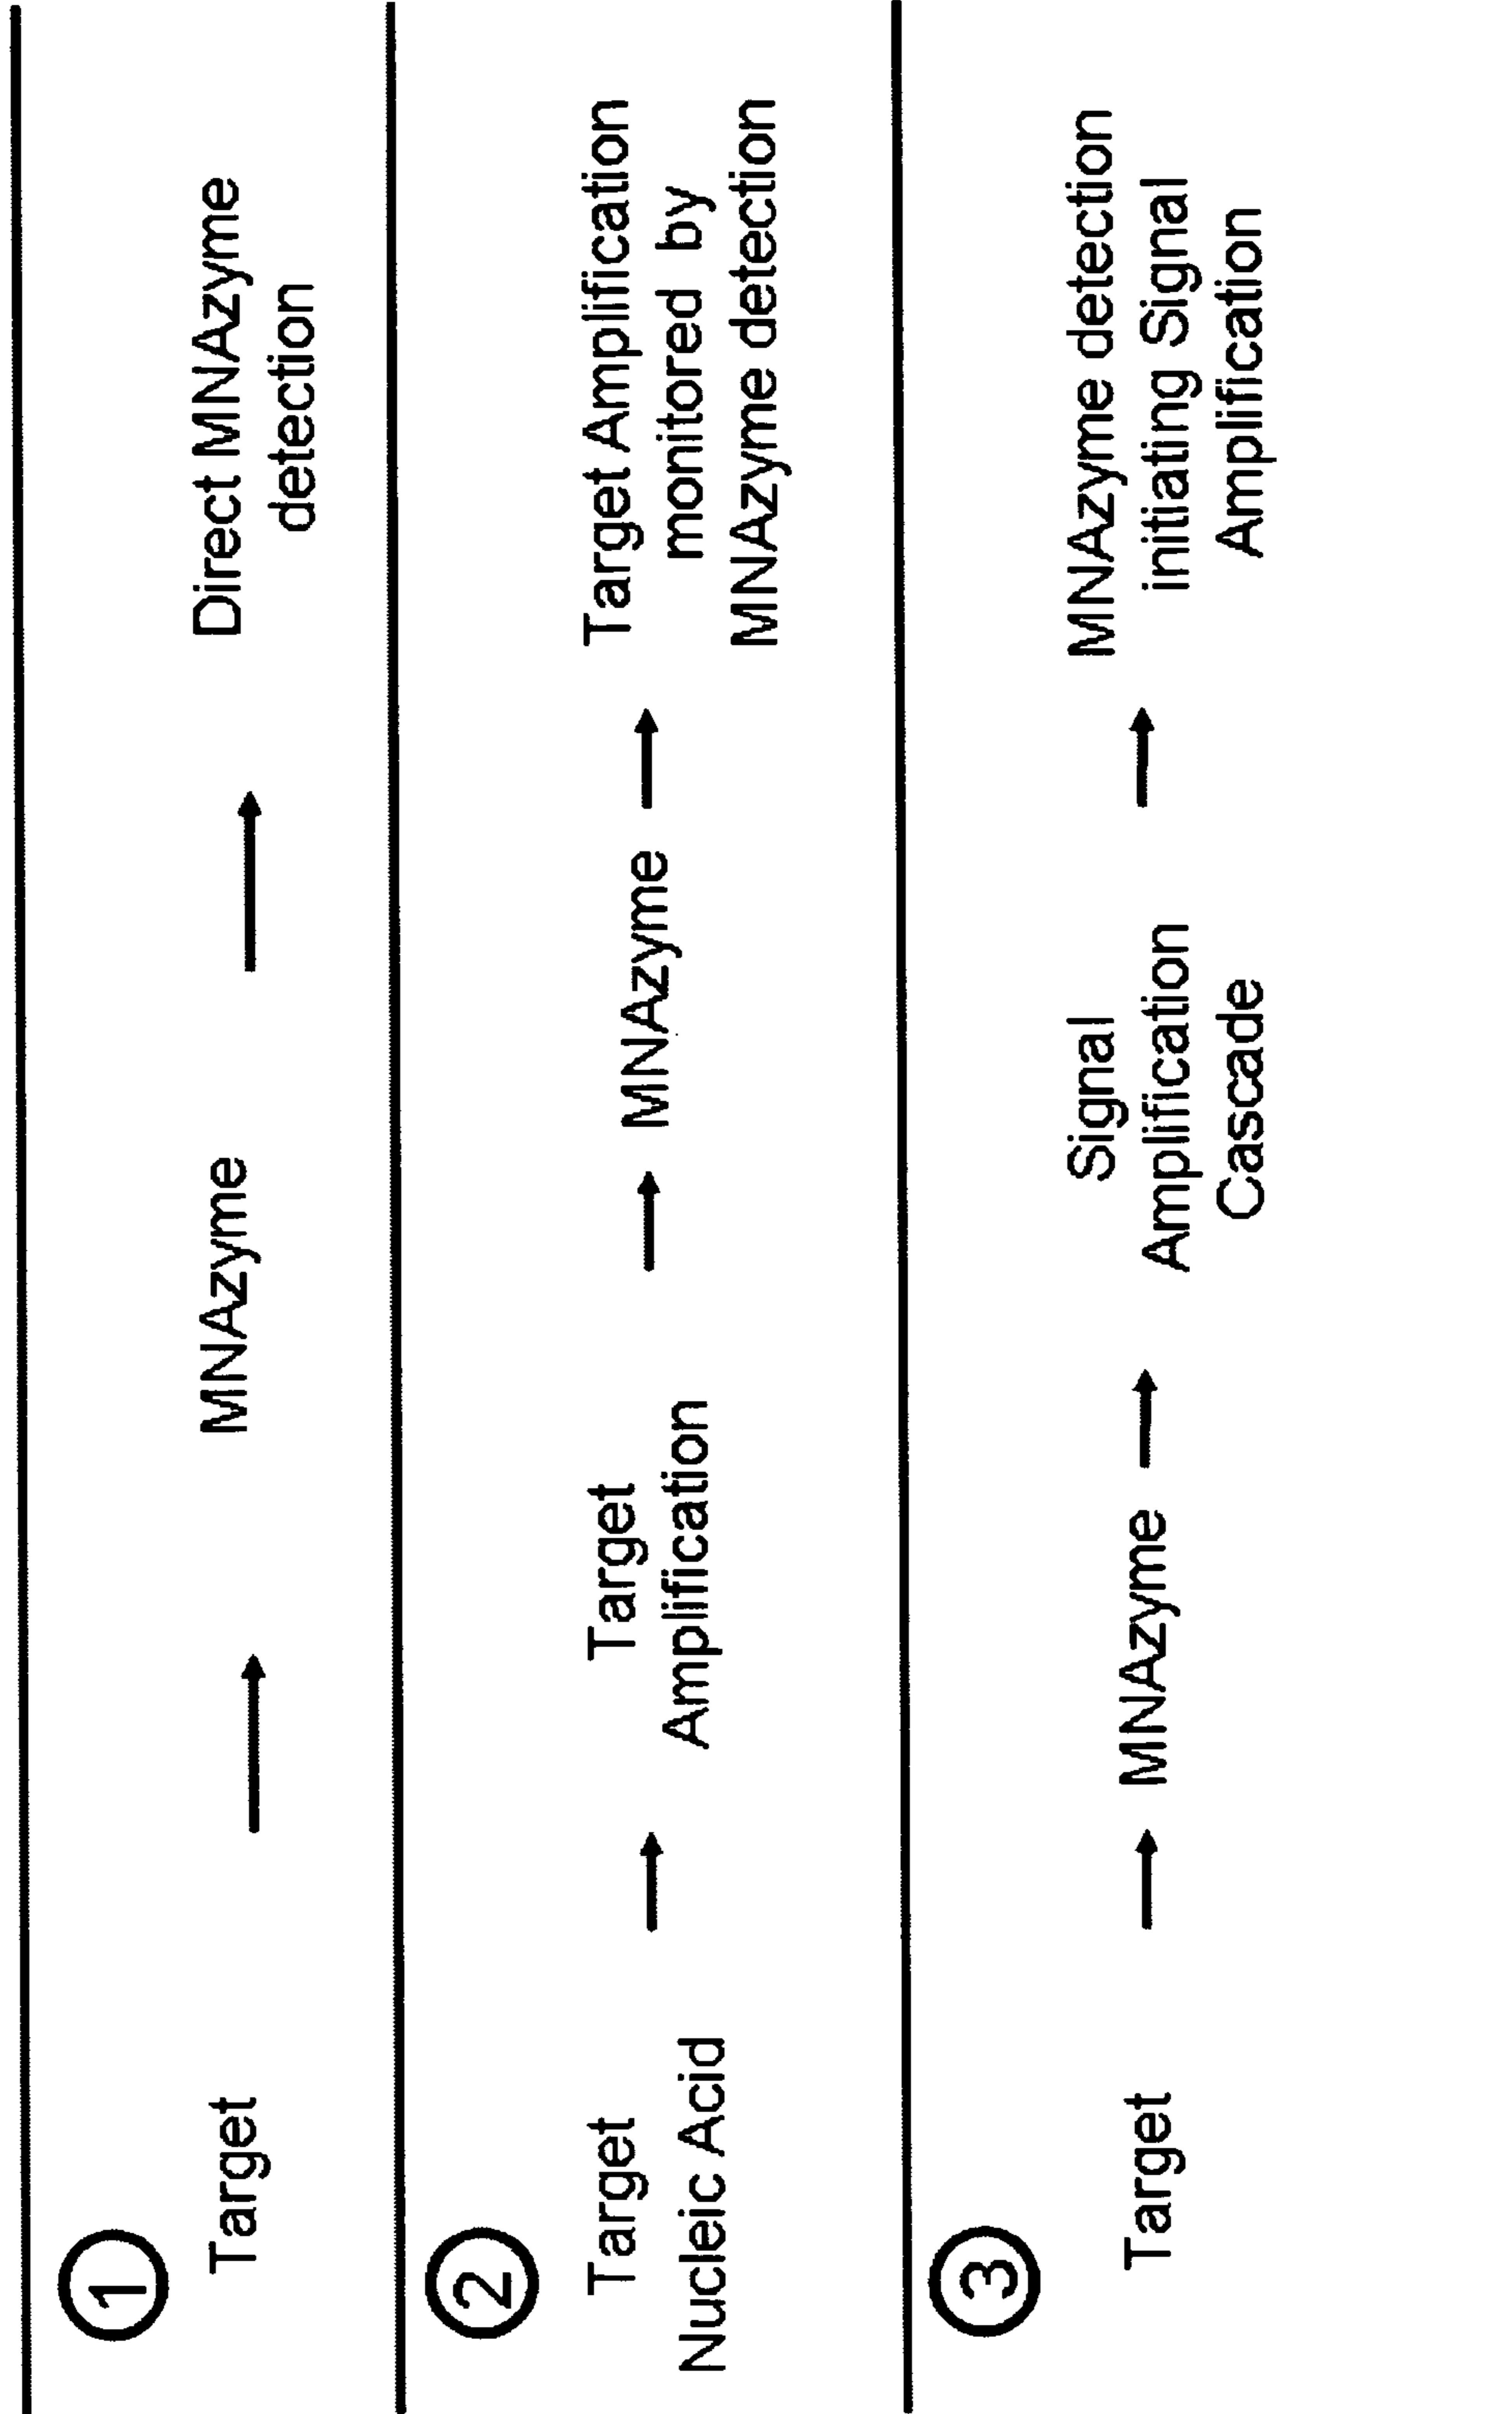 1
Target
MNAzyme
Direct MNAzyme
detection
2
Target
Nucleic Acid
Target
Amplification
MNAzyme
Target Amplification
monitored by
MNAzyme detection
3
Target
MNAzyme
Signal
Amplification
Cascade
MNAzyme detection
initiating Signal
Amplification